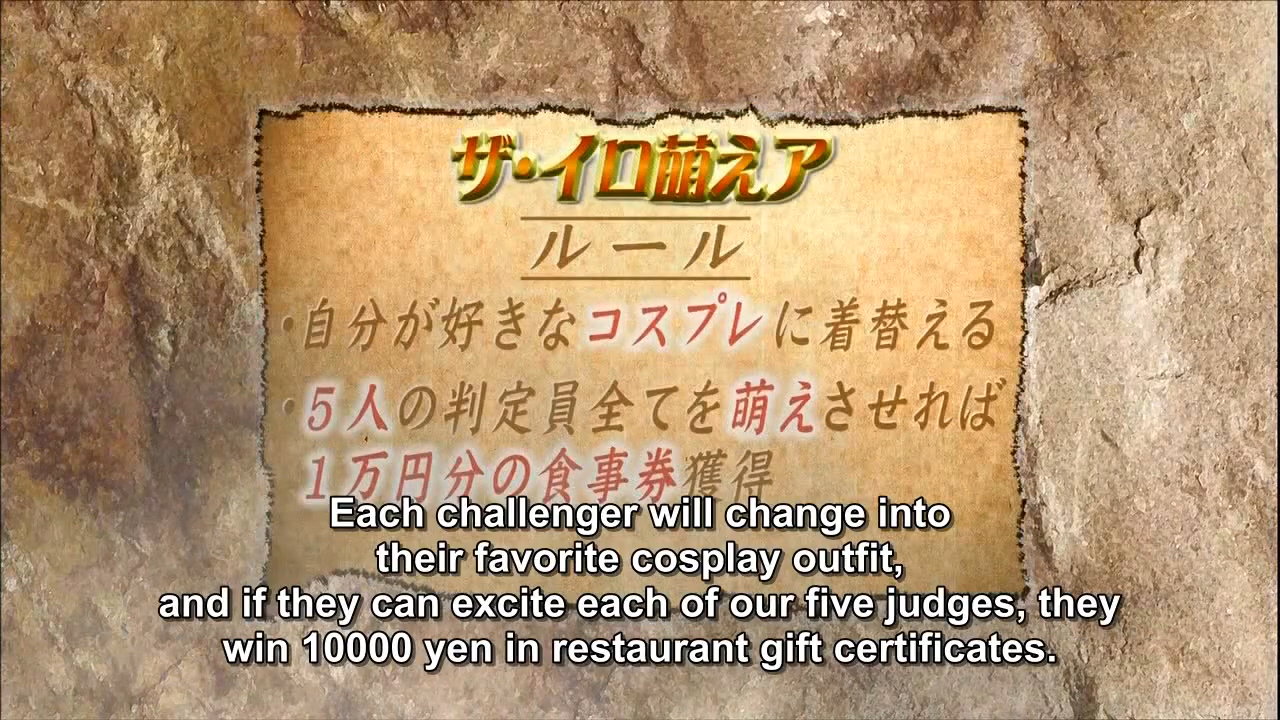 ザ・イロ萌えア
ルール
・自分が好きなコスプレに着替える
・5人の判定員全てを萌えさせれば
1万円分の食事券獲得
Each challenger will change into
their favorite cosplay outfit,
and if they can excite each of our five judges, they
win 10000 yen in restaurant gift certificates.